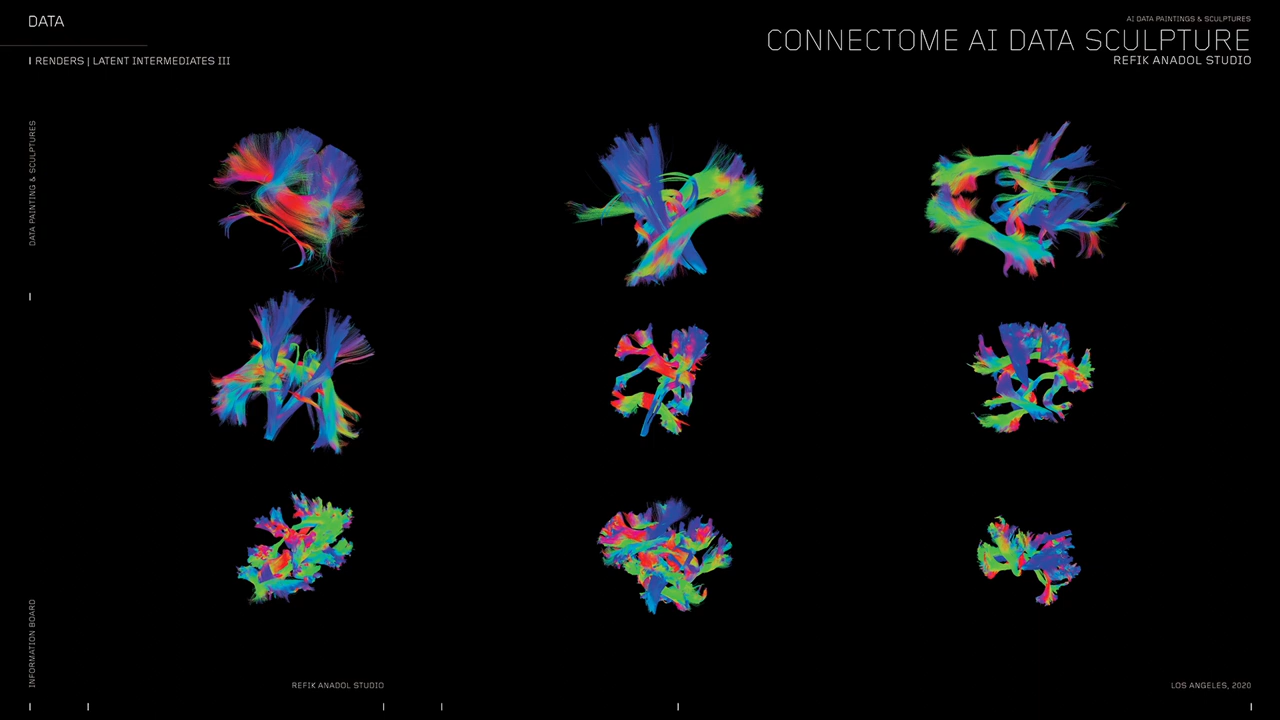 DATA
RENDERS | LATENT INTERMEDIATES III
AI DATA PAINTINGS & SCULPTURES
CONNECTOME AI DATA SCULPTURE
REFIK ANADOL STUDIO
DATA PAINTING & SCULPTURES
INFORMATION BOARD
REFIK ANADOL STUDIO
LOS ANGELES, 2020